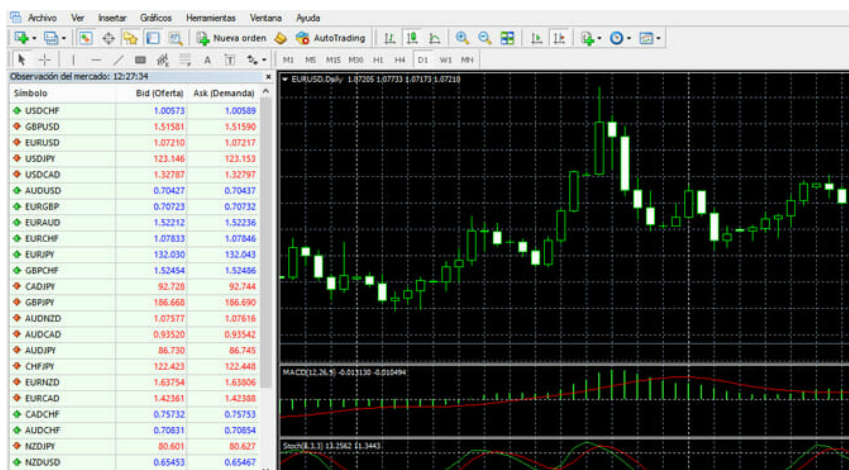 Archivo Ver Insertar Gráficos Herramientas Ventana Ayuda
Nueva orden AutoTrading
A T M1 M5 M15 M30 H1 H4 D1 W1 MN
Observación del mercado: 12:27:34
Símbolo Bid (Oferta) Ask (Demanda)
USDCHF 1.00573 1.00589
GBPUSD 1.51581 1.51590
EURUSD 1.07210 1.07217
USDJPY 123.146 123.153
USDCAD 1.32787 1.32797
AUDUSD 0.70427 0.70437
EURGBP 0.70723 0.70732
EURAUD 1.52212 1.52236
EURCHF 1.07833 1.07846
EURJPY 132.030 132.043
GBPCHF 1.52454 1.52486
CADJPY 92.728 92.744
GBPJPY 186.668 186.690
AUDNZD 1.07577 1.07616
AUDCAD 0.93520 0.93542
AUDJPY 86.730 86.745
CHFJPY 122.423 122.448
EURNZD 1.63754 1.63806
EURCAD 1.42361 1.42388
CADCHF 0.75732 0.75753
AUDCHF 0.70831 0.70854
NZDJPY 80.601 80.627
NZDUSD 0.65453 0.65467
EURUSD,Daily 1.07205 1.07733 1.07173 1.07210
MACD(12,26,9) -0.013130 -0.010494
Stoch(8,3,3) 13.2562 11.3443